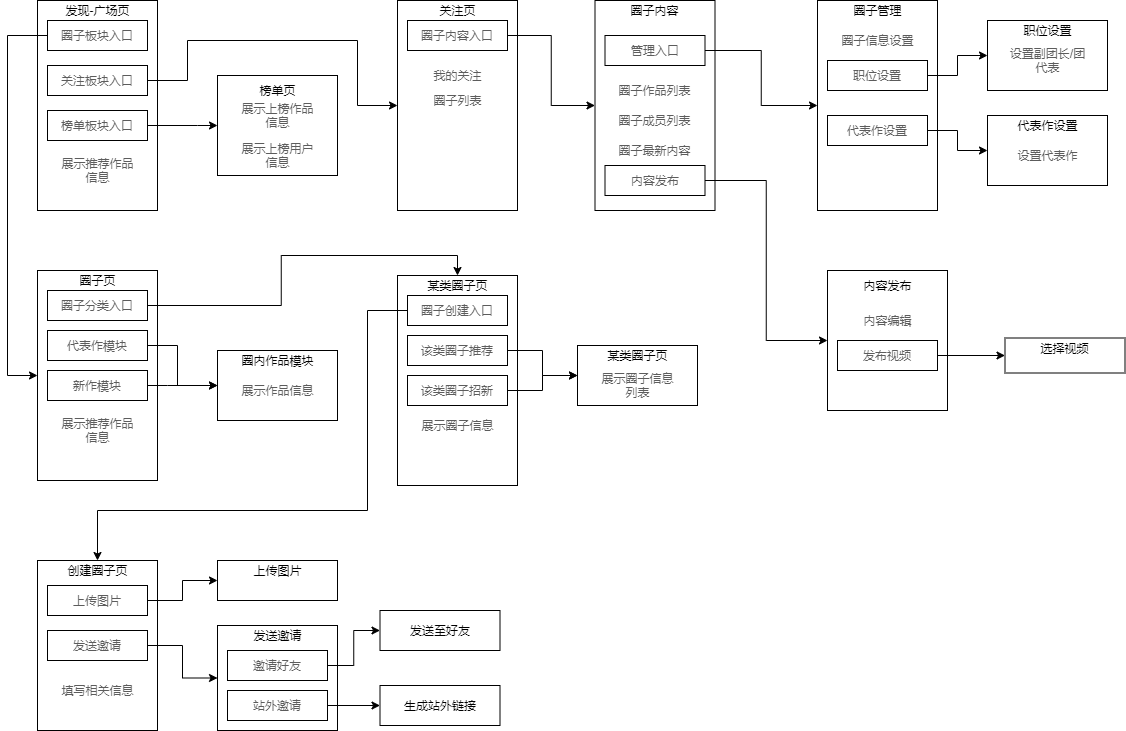 发现-广场页
圈子板块入口
关注板块入口
榜单板块入口
展示推荐作品
信息
榜单页
展示上榜作品
信息
展示上榜用户
信息
关注页
圈子内容入口
我的关注
圈子列表
圈子内容
管理入口
圈子作品列表
圈子成员列表
圈子最新内容
内容发布
圈子管理
圈子信息设置
职位设置
代表作设置
职位设置
设置副团长/团
代表
代表作设置
设置代表作
圈子页
圈子分类入口
代表作模块
新作模块
展示推荐作品
信息
圈内作品模块
展示作品信息
某类圈子页
圈子创建入口
该类圈子推荐
该类圈子招新
展示圈子信息
某类圈子页
展示圈子信息
列表
内容发布
内容编辑
发布视频
选择视频
创建圈子页
上传图片
发送邀请
填写相关信息
上传图片
发送邀请
邀请好友
站外邀请
发送至好友
生成站外链接